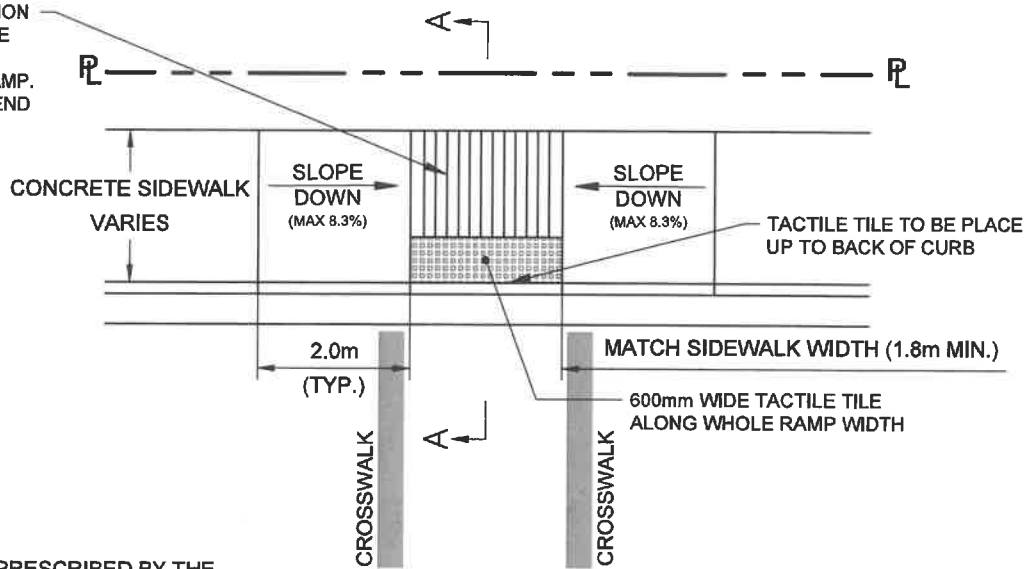 ION
E
AMP.
END
A
PL
PL
CONCRETE SIDEWALK
VARIES
SLOPE
DOWN
(MAX 8.3%)
SLOPE
DOWN
(MAX 8.3%)
TACTILE TILE TO BE PLACE
UP TO BACK OF CURB
2.0m
(TYP.)
MATCH SIDEWALK WIDTH (1.8m MIN.)
600mm WIDE TACTILE TILE
ALONG WHOLE RAMP WIDTH
A
CROSSWALK
CROSSWALK
PRESCRIBED BY THE